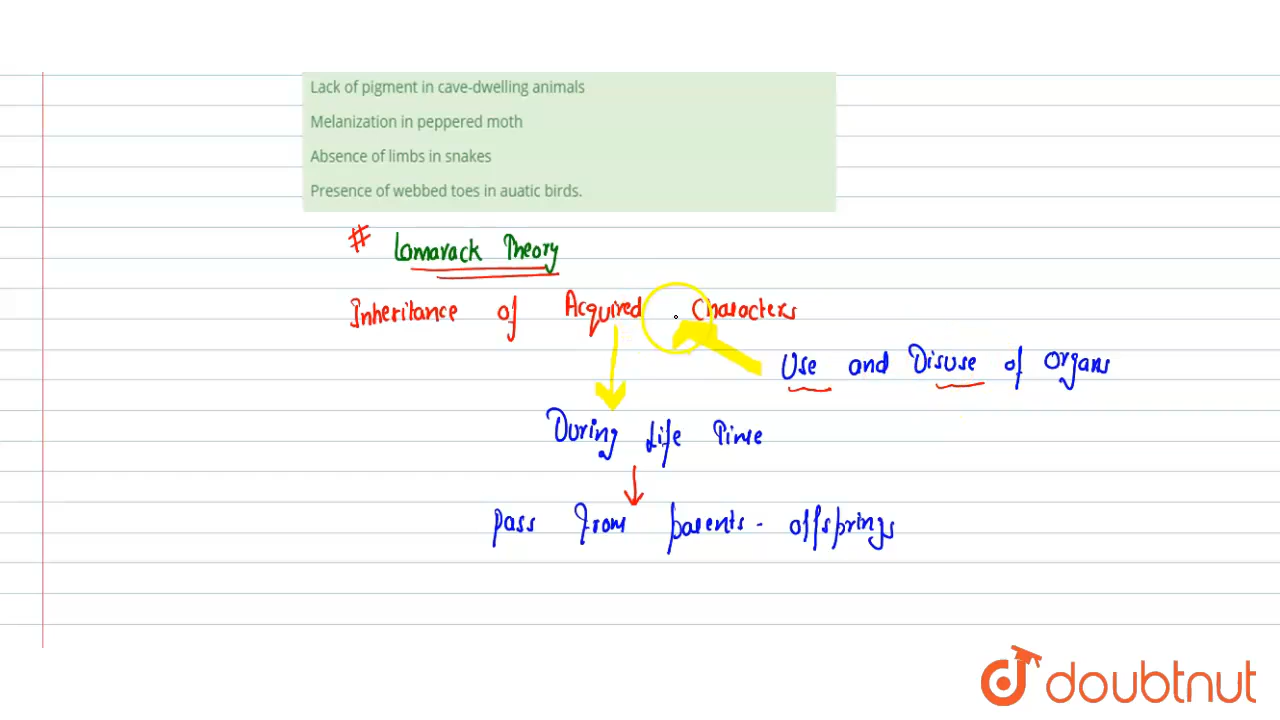 Lack of pigment in cave-dwelling animals
Melanization in peppered moth
Absence of limbs in snakes
Presence of webbed toes in auatic birds.
# Lamarack Theory
Inheritance of Acquired Characters
Use and Disuse of Organs
During Life Time
Pass from parents - offsprings
doubtnut